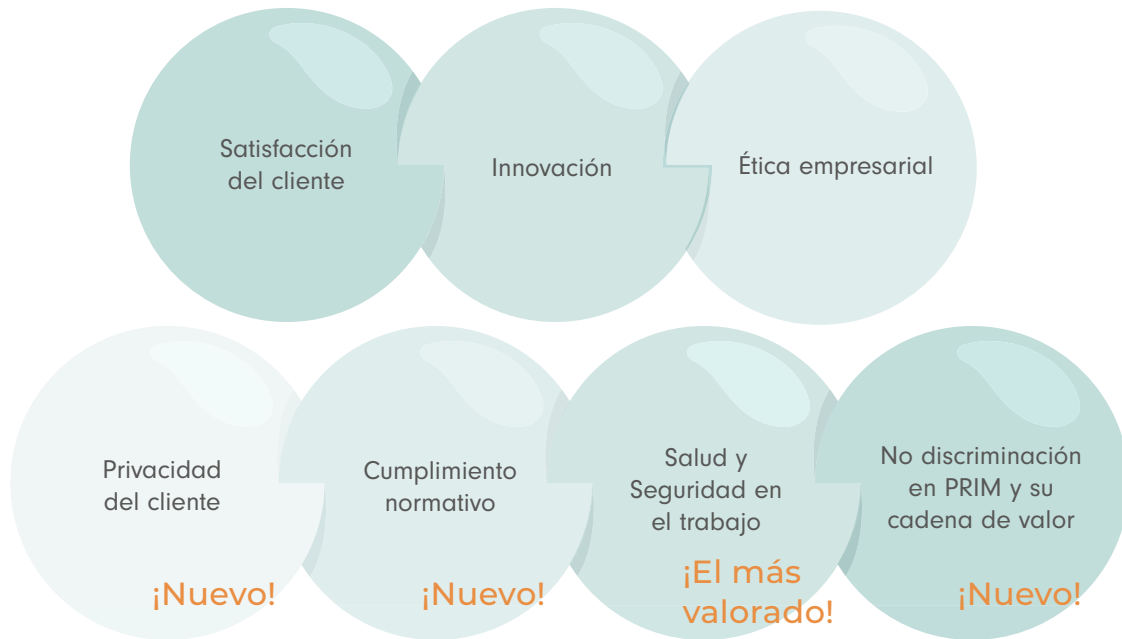 Satisfacción
del cliente
Innovación
Ética empresarial
Privacidad
del cliente
¡Nuevo!
Cumplimiento
normativo
¡Nuevo!
Salud y
Seguridad en
el trabajo
¡El más
valorado!
No discriminación
en PRIM y su
cadena de valor
¡Nuevo!